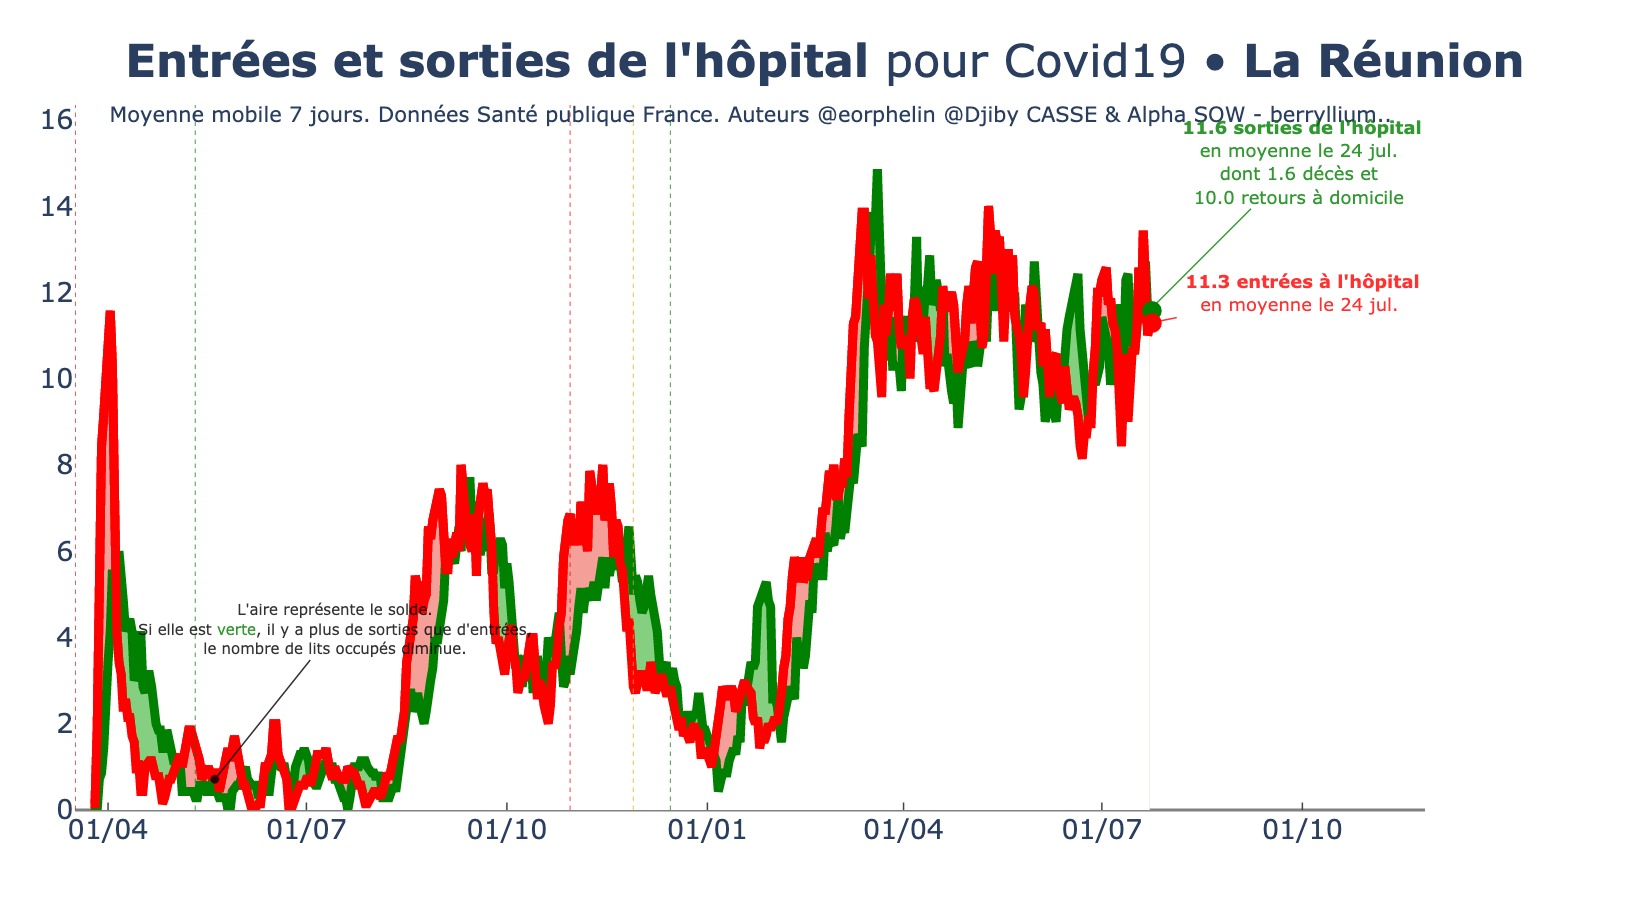 Entrées et sorties de l'hôpital pour Covid19 • La Réunion
Moyenne mobile 7 jours. Données Santé publique France. Auteurs @eorphelin @Djiby CASSE & Alpha SOW - berryllium..
11.6 sorties de l'hôpital
en moyenne le 24 jul.
dont 1.6 décès et
10.0 retours à domicile
11.3 entrées à l'hôpital
en moyenne le 24 jul.
L'aire représente le solde.
Si elle est verte, il y a plus de sorties que d'entrées,
le nombre de lits occupés diminue.
16
14
12
10
8
6
4
2
0
01/04 01/07 01/10 01/01 01/04 01/07 01/10